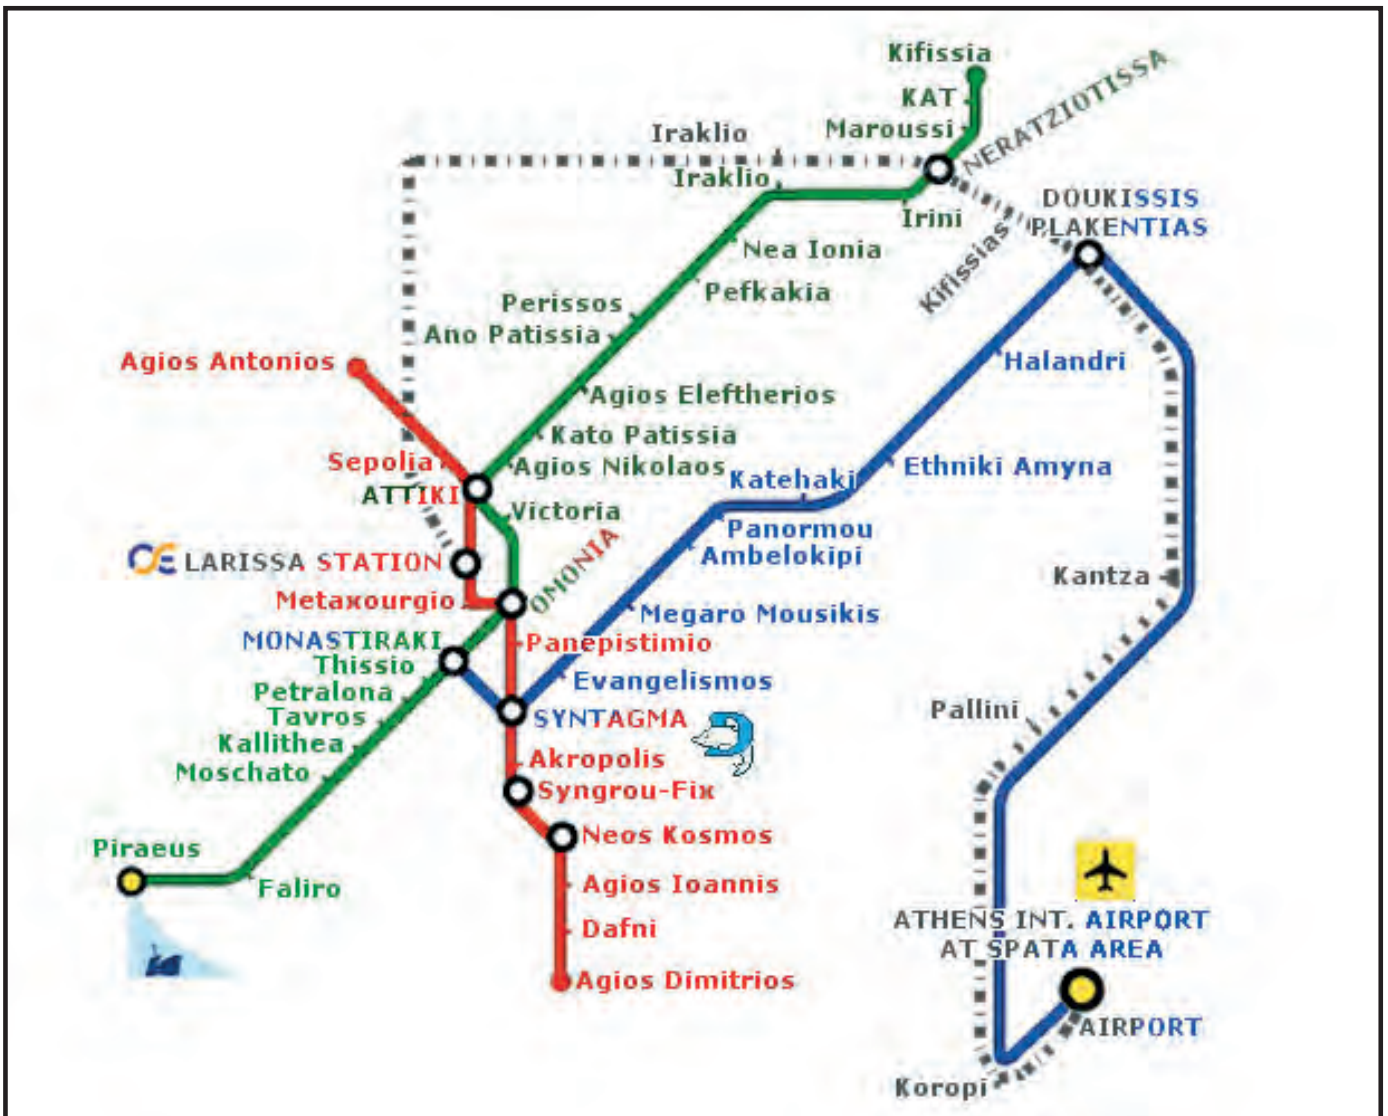 Kifissia
KAT
Maroussi
NERATZIOTISSA
Iraklio
Iraklio
Irini
DOUKISSIS
PLAKENTIAS
Kifissias
Nea Ionia
Pefkakia
Perissos
Ano Patissia
Agios Antonios
Halandri
Agios Eleftherios
Kato Patissia
Sepolia
Agios Nikolaos
Ethniki Amyna
Katehaki
ATTIKI
Victoria
Panormou
Ambelokipi
OE LARISSA STATION
OMONIA
Kantza
Metaxourgio
Megaro Mousikis
MONASTIRAKI
Panepistimio
Thissio
Evangelismos
Petralona
Tavros
SYNTAGMA
Pallini
Kallithea
Akropolis
Moschato
Syngrou-Fix
Neos Kosmos
Piraeus
Faliro
Agios Ioannis
Dafni
ATHENS INT. AIRPORT
AT SPATA AREA
Agios Dimitrios
AIRPORT
Koropi